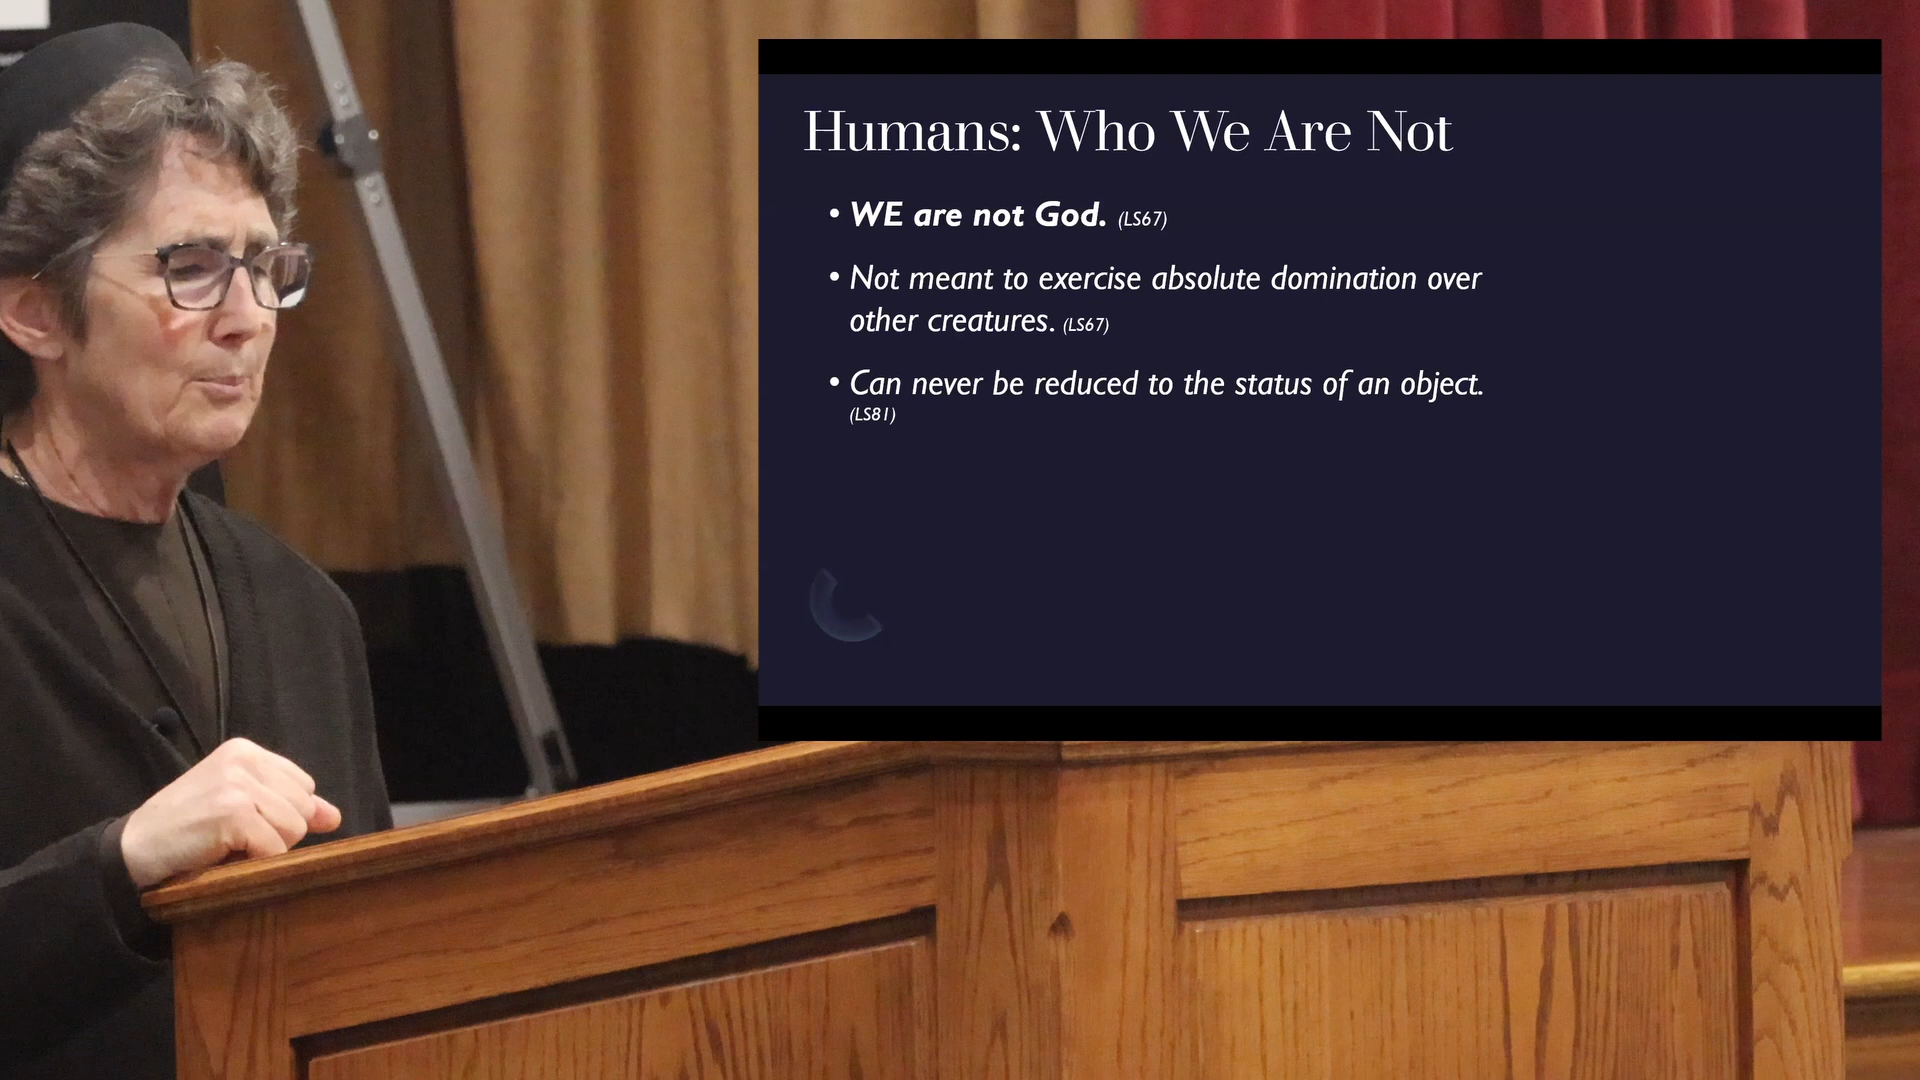 Humans: Who We Are Not
• WE are not God. (LS67)
• Not meant to exercise absolute domination over
other creatures. (LS67)
• Can never be reduced to the status of an object.
(LS81)